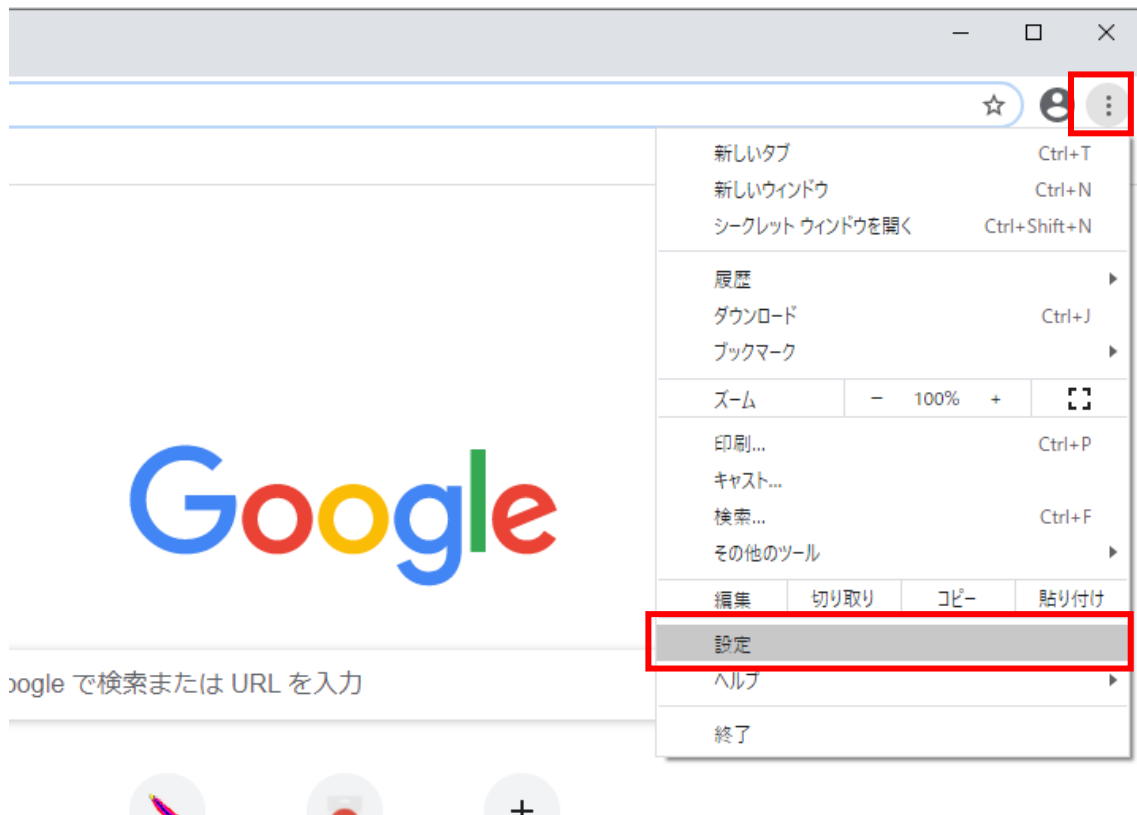 新しいタブ Ctrl+T
新しいウィンドウ Ctrl+N
シークレット ウィンドウを開く Ctrl+Shift+N
履歴
ダウンロード Ctrl+J
ブックマーク
ズーム − 100% +
印刷... Ctrl+P
キャスト...
検索... Ctrl+F
その他のツール
編集 切り取り コピー 貼り付け
設定
ヘルプ
終了
Google
oogle で検索または URL を入力